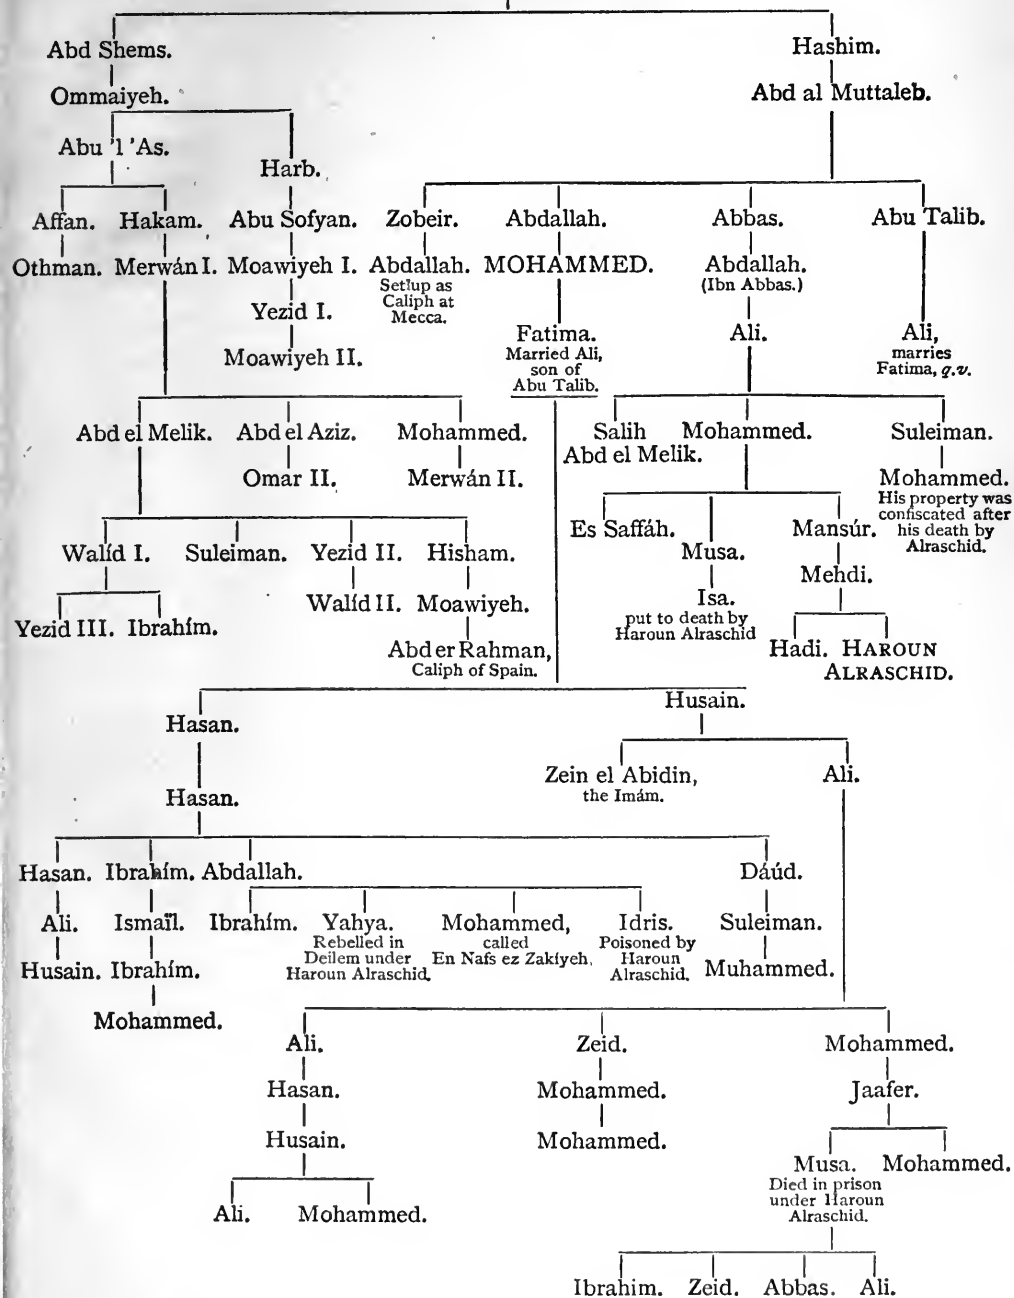 Abd Shems. Hashim.
Ommaiyeh. Abd al Muttaleb.
Abu 'l 'As.
Harb.
Affan. Hakam. Abu Sofyan. Zobeir. Abdallah. Abbas. Abu Talib.
Othman. Merwán I. Moawiyeh I. Abdallah. MOHAMMED. Abdallah.
Set up as (Ibn Abbas.)
Caliph at
Mecca.
Yezid I.
Fatima. Ali. Ali,
Married Ali, marries
son of Fatima, q.v.
Abu Talib.
Moawiyeh II.
Abd el Melik. Abd el Aziz. Mohammed. Salih Mohammed. Suleiman.
Abd el Melik.
Omar II. Merwán II. Mohammed.
His property was
confiscated after
his death by
Alraschid.
Es Saffáh. Mansúr.
Walíd I. Suleiman. Yezid II. Hisham. Musa.
Mehdi.
Walíd II. Moawiyeh. Isa.
put to death by
Haroun Alraschid
Yezid III. Ibrahím.
Abd er Rahman, Hadi. HAROUN
Caliph of Spain. ALRASCHID.
Hasan. Husain.
Zein el Abidin, Ali.
the Imám.
Hasan.
Hasan. Ibrahím. Abdallah. Dáúd.
Ali. Ismaïl. Ibrahím. Yahya. Mohammed, Idris. Suleiman.
Rebelled in called Poisoned by
Deilem under En Nafs ez Zakíyeh, Haroun
Haroun Alraschid. Alraschid.
Husain. Ibrahím. Muhammed.
Mohammed.
Ali. Zeid. Mohammed.
Hasan. Mohammed. Jaafer.
Husain. Mohammed.
Musa. Mohammed.
Died in prison
under Haroun
Alraschid.
Ali. Mohammed.
Ibrahim. Zeid. Abbas. Ali.